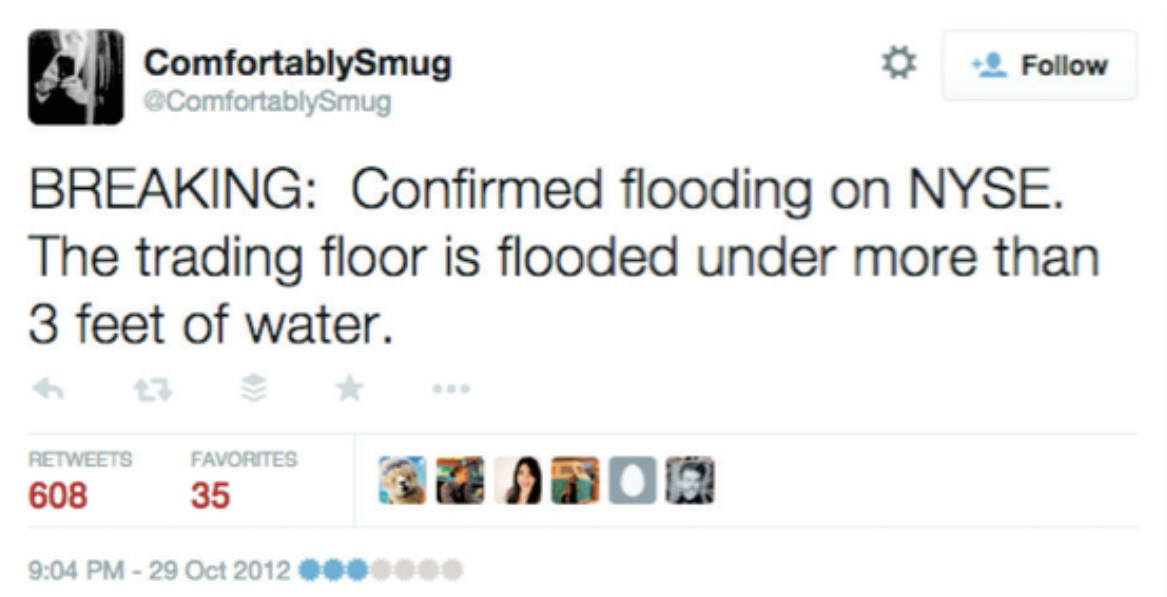 ComfortablySmug
@ComfortablySmug
Follow
BREAKING:  Confirmed flooding on NYSE.
The trading floor is flooded under more than
3 feet of water.
RETWEETS
608
FAVORITES
35
9:04 PM - 29 Oct 2012